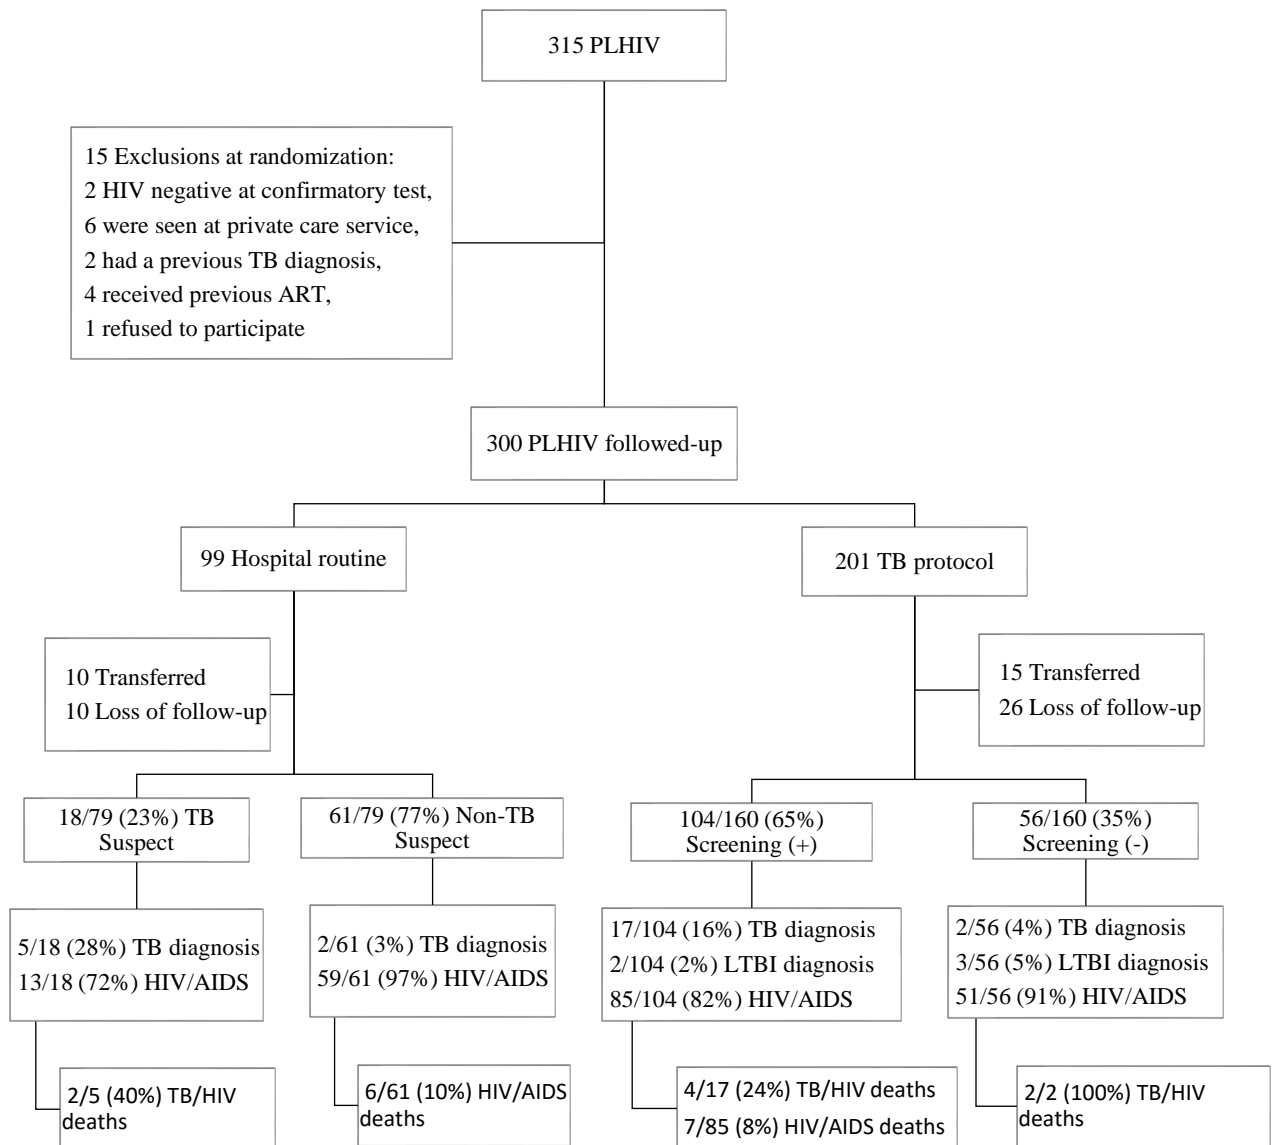 315 PLHIV
15 Exclusions at randomization:
2 HIV negative at confirmatory test,
6 were seen at private care service,
2 had a previous TB diagnosis,
4 received previous ART,
1 refused to participate
300 PLHIV followed-up
99 Hospital routine
201 TB protocol
10 Transferred
10 Loss of follow-up
15 Transferred
26 Loss of follow-up
18/79 (23%) TB
Suspect
61/79 (77%) Non-TB
Suspect
104/160 (65%)
Screening (+)
56/160 (35%)
Screening (-)
5/18 (28%) TB diagnosis
13/18 (72%) HIV/AIDS
2/61 (3%) TB diagnosis
59/61 (97%) HIV/AIDS
17/104 (16%) TB diagnosis
2/104 (2%) LTBI diagnosis
85/104 (82%) HIV/AIDS
2/56 (4%) TB diagnosis
3/56 (5%) LTBI diagnosis
51/56 (91%) HIV/AIDS
2/5 (40%) TB/HIV
deaths
6/61 (10%) HIV/AIDS
deaths
4/17 (24%) TB/HIV deaths
7/85 (8%) HIV/AIDS deaths
2/2 (100%) TB/HIV
deaths